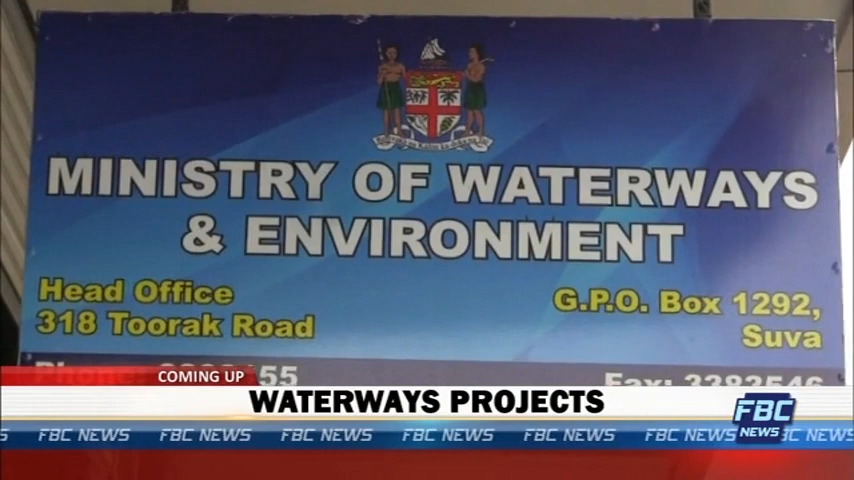 MINISTRY OF WATERWAYS
& ENVIRONMENT
Head Office
318 Toorak Road
G.P.O. Box 1292,
Suva
COMING UP
WATERWAYS PROJECTS
FBC
NEWS
FBC NEWS FBC NEWS FBC NEWS FBC NEWS FBC NEWS FBC NEWS